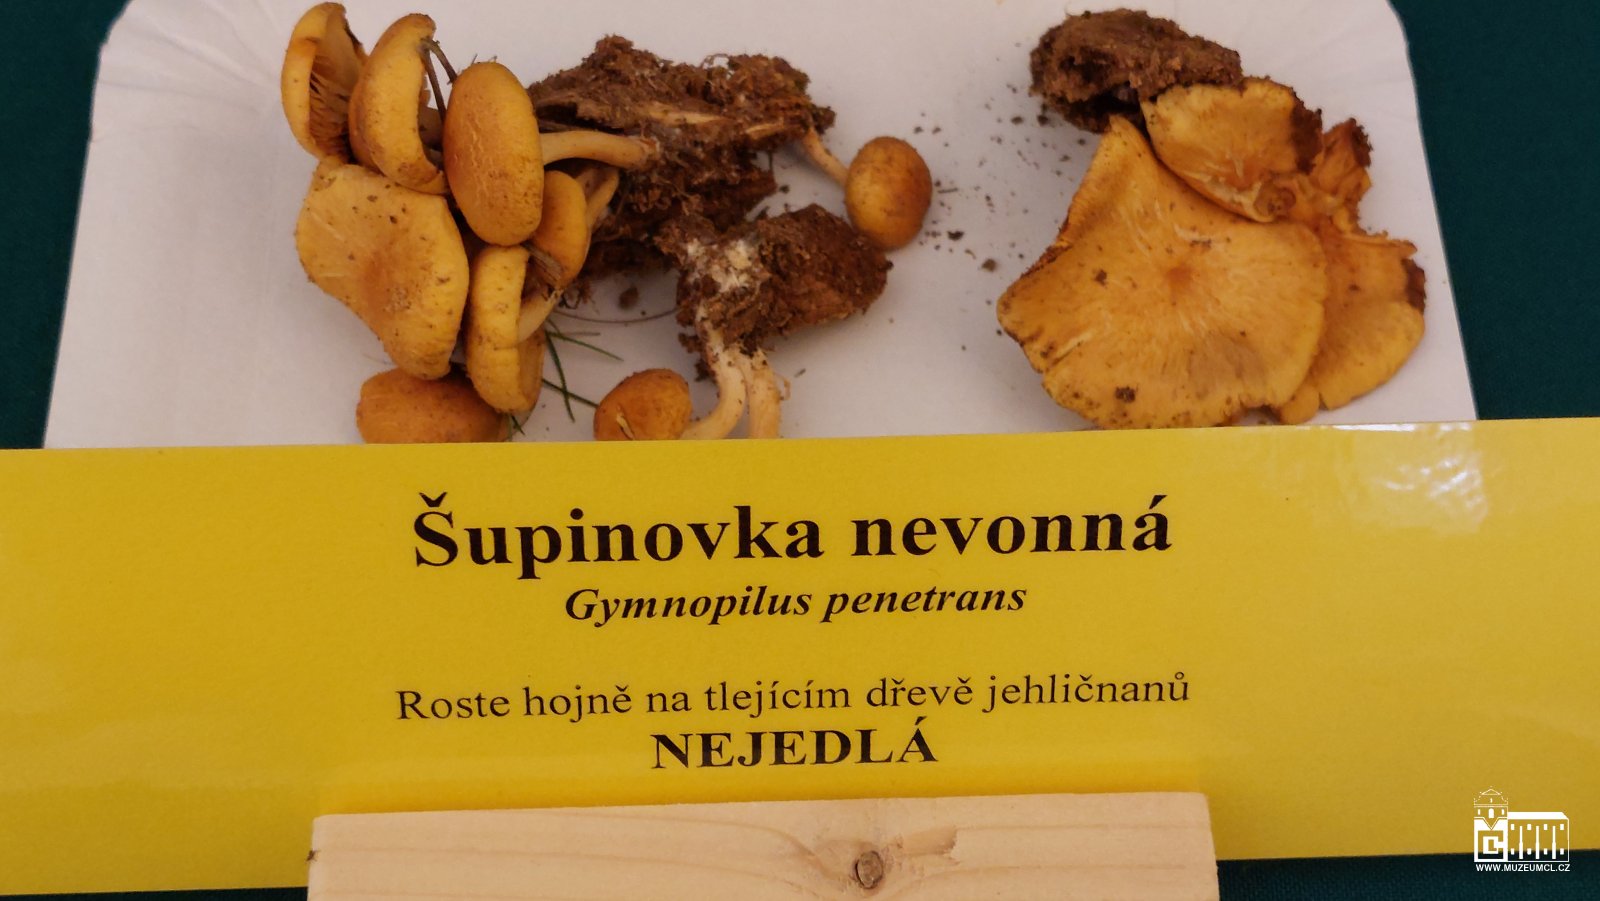 Šupinovka nevonná
Gymnopilus penetrans
Roste hojně na tlejícím dřevě jehličnanů
NEJEDLÁ
WWW.MUZEUMCL.CZ